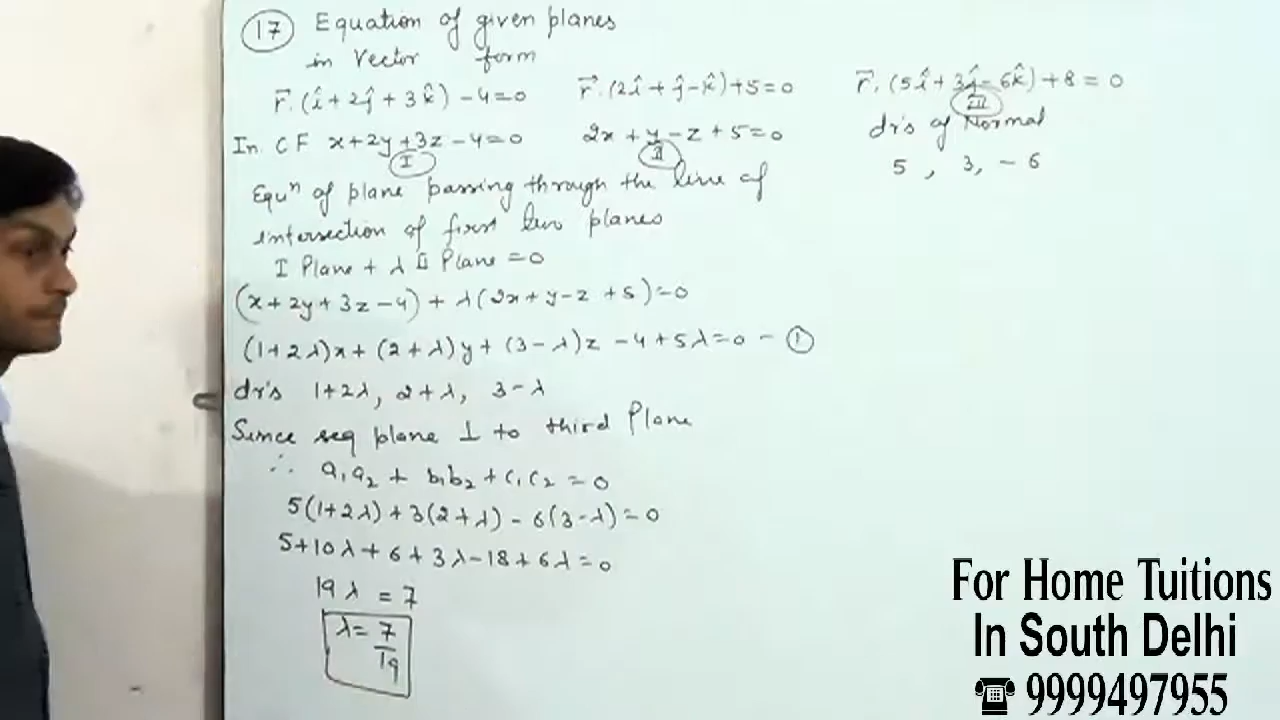 17 Equation of given planes
in Vector form
r⃗.(î+2ĵ+3k̂)-4=0 r⃗.(2î+ĵ-k̂)+5=0 r⃗.(5î+3ĵ-6k̂)+8=0
III
In CF x+2y+3z-4=0 2x+y-z+5=0 dr's of Normal
I II
5, 3, -6
Equⁿ of plane passing through the line of
intersection of first two planes
I Plane + λ II Plane =0
(x+2y+3z-4)+λ(2x+y-z+5)=0
(1+2λ)x+(2+λ)y+(3-λ)z-4+5λ=0 - 1
dr's 1+2λ, 2+λ, 3-λ
Since req plane ⊥ to third Plane
∴ a₁a₂+b₁b₂+c₁c₂=0
5(1+2λ)+3(2+λ)-6(3-λ)=0
5+10λ+6+3λ-18+6λ=0
19λ=7
λ=7/19
For Home Tuitions
In South Delhi
☎ 9999497955